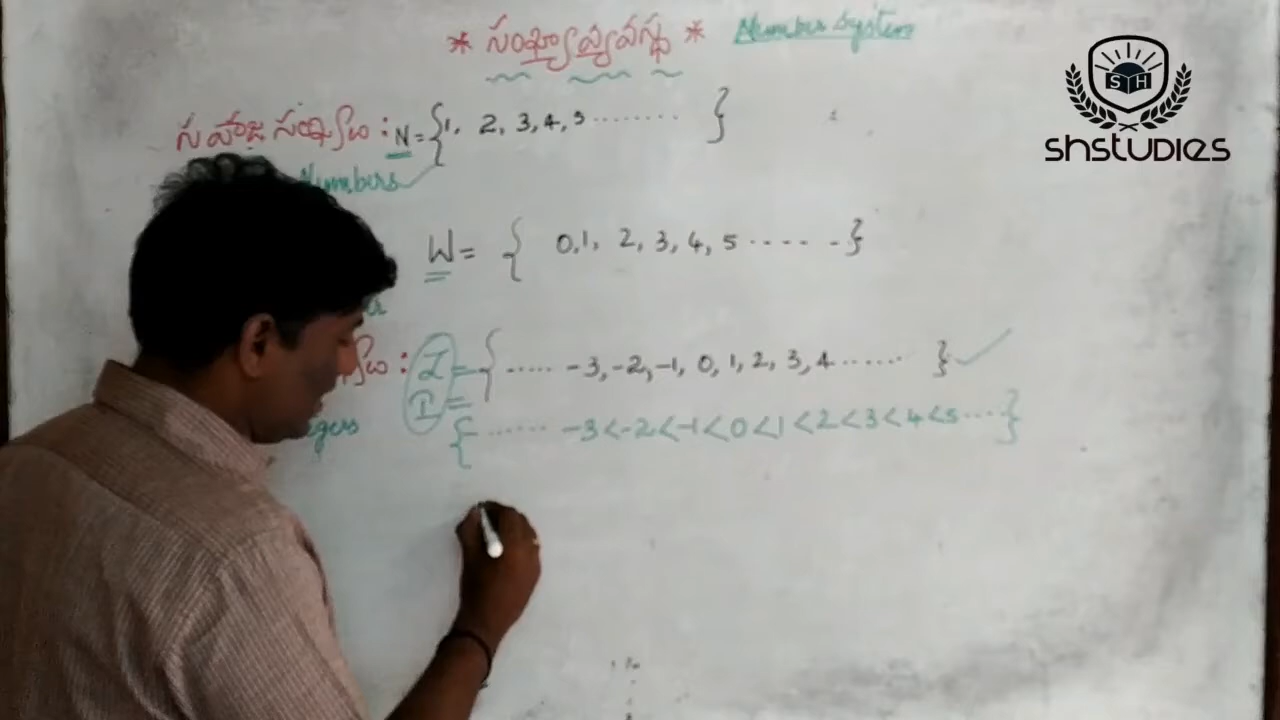 * సంఖ్యావ్యవస్థ * Number System
S H
SHSTUDIES
సహజ సంఖ్యలు : N = {1, 2, 3, 4, 5 ........ }
Numbers
W = { 0, 1, 2, 3, 4, 5 ..... . }
: Z = { ..... -3, -2, -1, 0, 1, 2, 3, 4 ...... }
I =
{ ...... -3 < -2 < -1 < 0 < 1 < 2 < 3 < 4 < 5 .... }